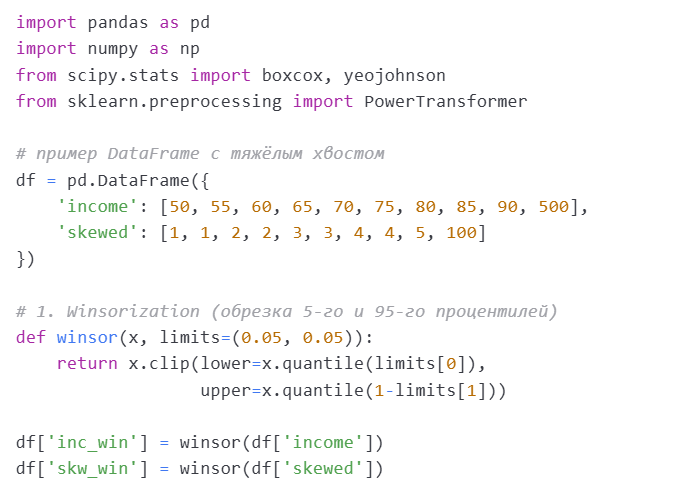 import pandas as pd
import numpy as np
from scipy.stats import boxcox, yeojohnson
from sklearn.preprocessing import PowerTransformer

# пример DataFrame с тяжёлым хвостом
df = pd.DataFrame({
    'income': [50, 55, 60, 65, 70, 75, 80, 85, 90, 500],
    'skewed': [1, 1, 2, 2, 3, 3, 4, 4, 5, 100]
})

# 1. Winsorization (обрезка 5-го и 95-го процентилей)
def winsor(x, limits=(0.05, 0.05)):
    return x.clip(lower=x.quantile(limits[0]),
                  upper=x.quantile(1-limits[1]))

df['inc_win'] = winsor(df['income'])
df['skw_win'] = winsor(df['skewed'])